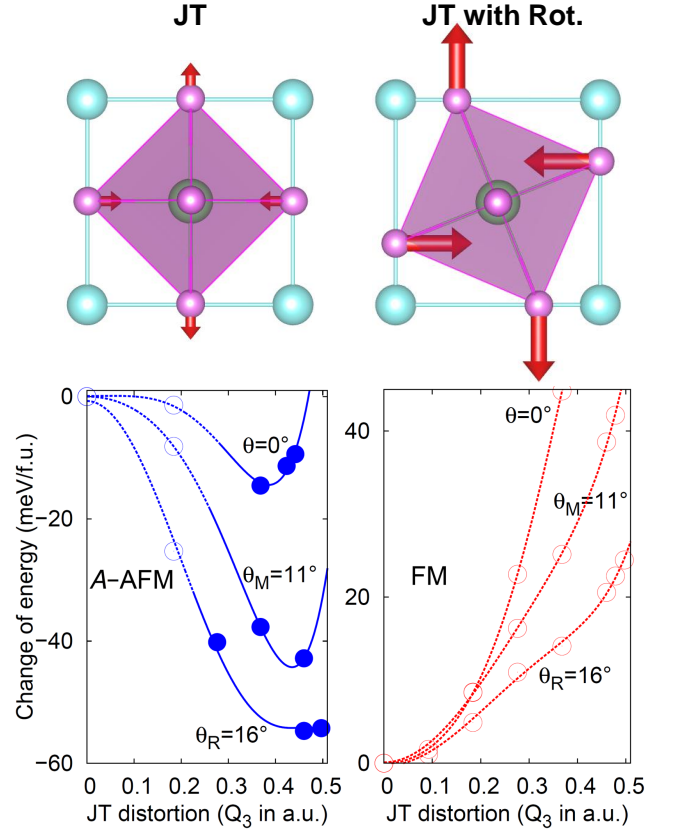 JT
JT with Rot.
Change of energy (meV/f.u.)
0
−20
−40
−60
θ=0°
A−AFM
θM=11°
θR=16°
0
0.1
0.2
0.3
0.4
0.5
JT distortion (Q3 in a.u.)
40
20
0
θ=0°
θM=11°
FM
θR=16°
0
0.1
0.2
0.3
0.4
0.5
JT distortion (Q3 in a.u.)